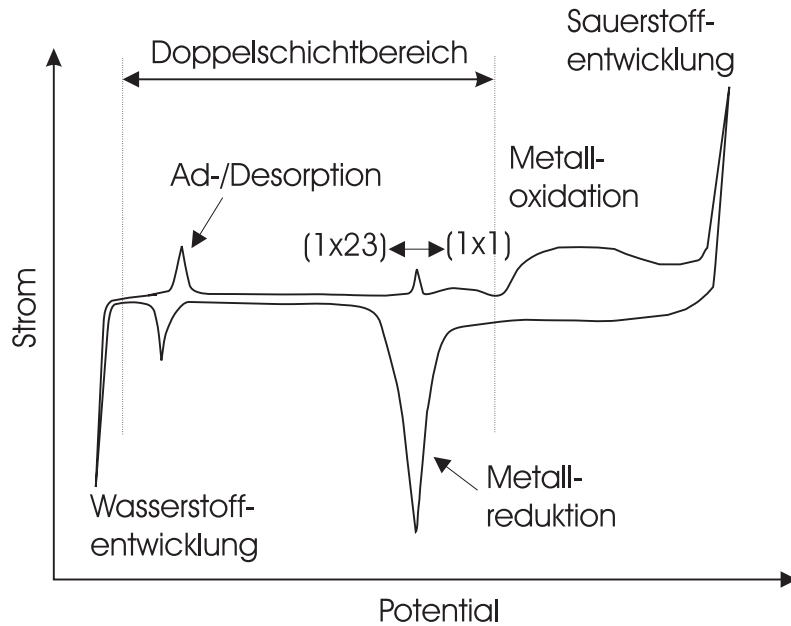 Sauerstoff-
entwicklung
Doppelschichtbereich
Metall-
oxidation
Ad-/Desorption
(1x23)
(1x1)
Strom
Metall-
reduktion
Wasserstoff-
entwicklung
Potential